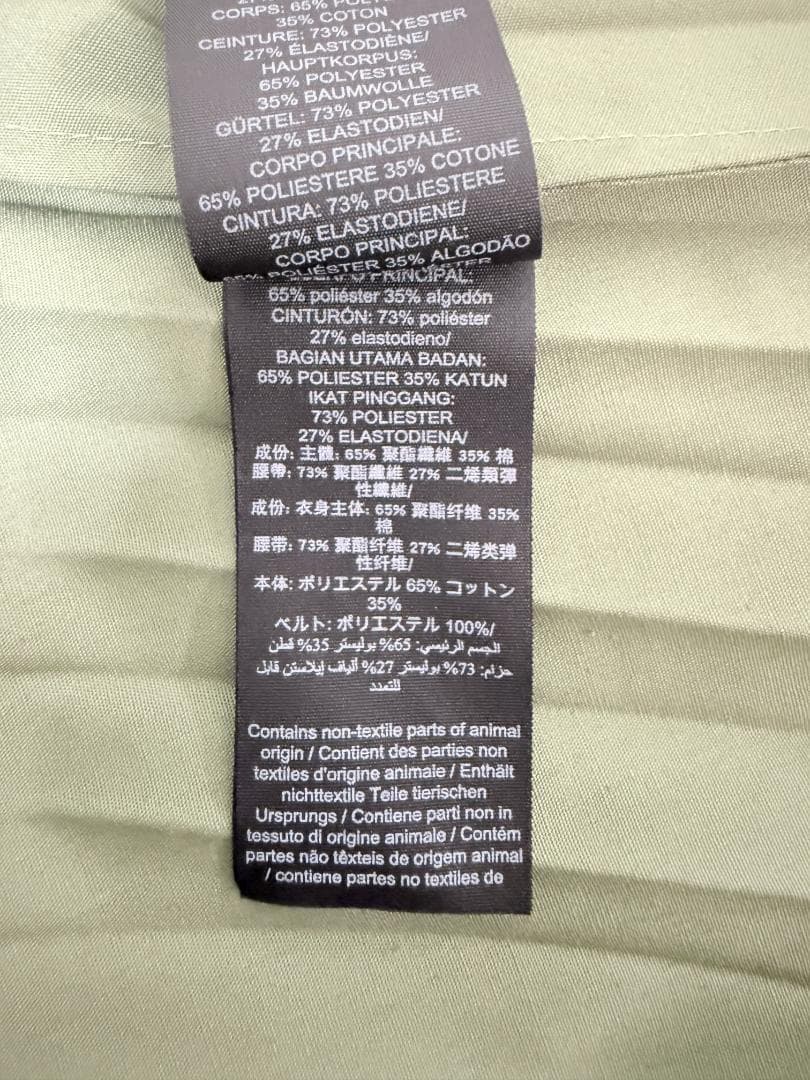 CORPS: 65% POLYESTER
35% COTON
CEINTURE: 73% POLYESTER
27% ÉLASTODIÈNE/
HAUPTKORPUS:
65% POLYESTER
35% BAUMWOLLE
GÜRTEL: 73% POLYESTER
27% ELASTODIEN/
CORPO PRINCIPALE:
65% POLIESTERE 35% COTONE
CINTURA: 73% POLIESTERE
27% ELASTODIENE/
CORPO PRINCIPAL:
65% POLIÉSTER 35% ALGODÃO
PRINCIPAL:
65% poliéster 35% algodón
CINTURÓN: 73% poliéster
27% elastodieno/
BAGIAN UTAMA BADAN:
65% POLIESTER 35% KATUN
IKAT PINGGANG:
73% POLIESTER
27% ELASTODIENA/
成份: 主體: 65% 聚酯纖維 35% 棉
腰帶: 73% 聚酯纖維 27% 二烯類彈
性纖維/
成份: 衣身主体: 65% 聚酯纤维 35%
棉
腰带: 73% 聚酯纤维 27% 二烯类弹
性纤维/
本体: ポリエステル 65% コットン
35%
ベルト: ポリエステル 100%/
الجسم الرئيسي: 65% بوليستر 35% قطن
حزام: 73% بوليستر 27% ألياف إيلاستن قابل
للتمدد
Contains non-textile parts of animal
origin / Contient des parties non
textiles d'origine animale / Enthält
nichttextile Teile tierischen
Ursprungs / Contiene parti non in
tessuto di origine animale / Contém
partes não têxteis de origem animal
/ contiene partes no textiles de